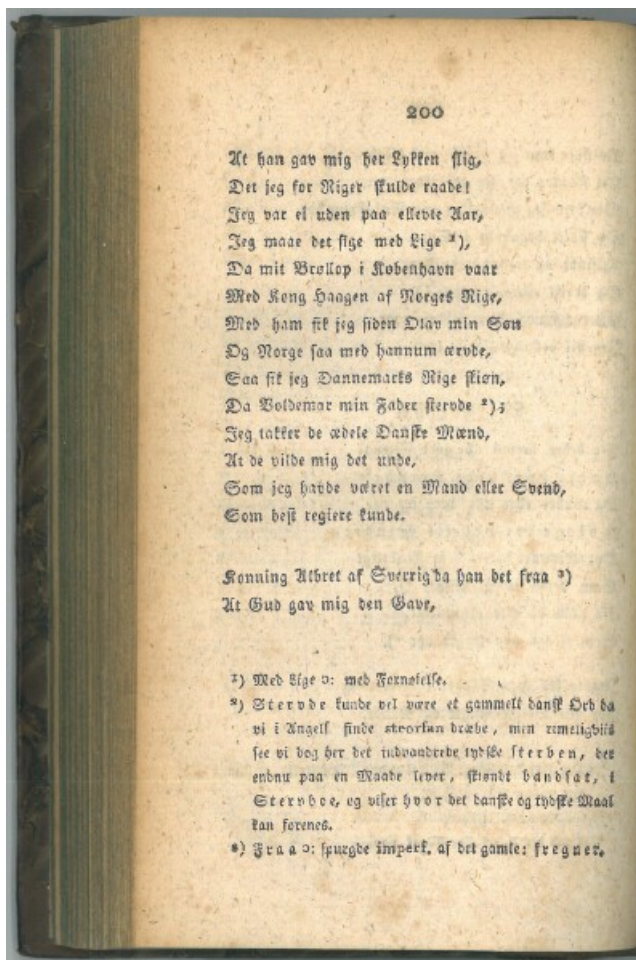 200
At han gav mig her Lykken slig,
Det jeg for Riger skulde raade!
Jeg var ei uden paa ellevte Aar,
Jeg maae det sige med Lige ¹),
Da mit Brøllop i København vaar
Med Kong Haagen af Norges Rige,
Med ham fik jeg siden Olav min Søn
Og Norge saa med hannum ærvde,
Saa fik jeg Dannemarks Rige skiøn,
Da Voldemar min Fader stervde ²);
Jeg takker de ædele Danske Mænd,
At de vilde mig det unde,
Som jeg havde været en Mand eller Svend,
Som best regiere kunde.
Konning Albret af Sverrig da han det fraa ³)
At Gud gav mig den Gave,
¹) Med Lige ɔ: med Fornøielse.
²) Stervde kunde vel være et gammelt dansk Ord da
vi i Angels finde steorfan dræbe, men rimeligviis
see vi dog her det indvandrede tydske sterben, der
endnu paa en Maade lever, skiøndt bandsat, i
Stervboe, og viser hvor det danske og tydske Maal
kan forenes.
³) Fraa ɔ: spurgde imperf. af det gamle: fregner.